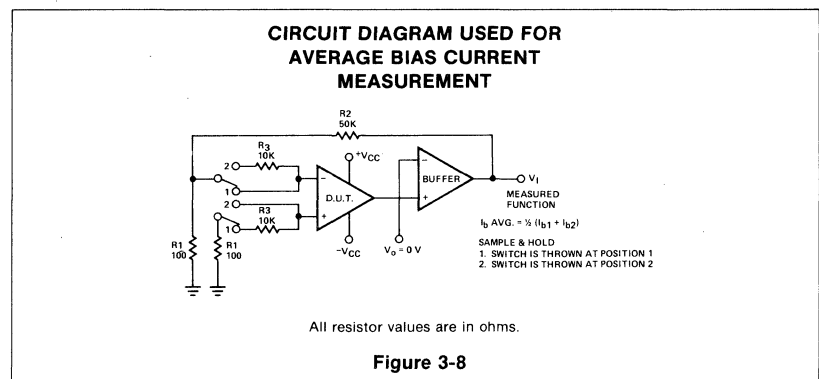 CIRCUIT DIAGRAM USED FOR
AVERAGE BIAS CURRENT
MEASUREMENT
R2
50K
R3
10K
2
1
+VCC
−
D.U.T.
+
−VCC
2
1
R3
10K
R1
100
R1
100
−
BUFFER
+
Vo = 0 V
VI
MEASURED
FUNCTION
Ib AVG. = ½ (Ib1 + Ib2)
SAMPLE & HOLD
1. SWITCH IS THROWN AT POSITION 1
2. SWITCH IS THROWN AT POSITION 2
All resistor values are in ohms.
Figure 3-8